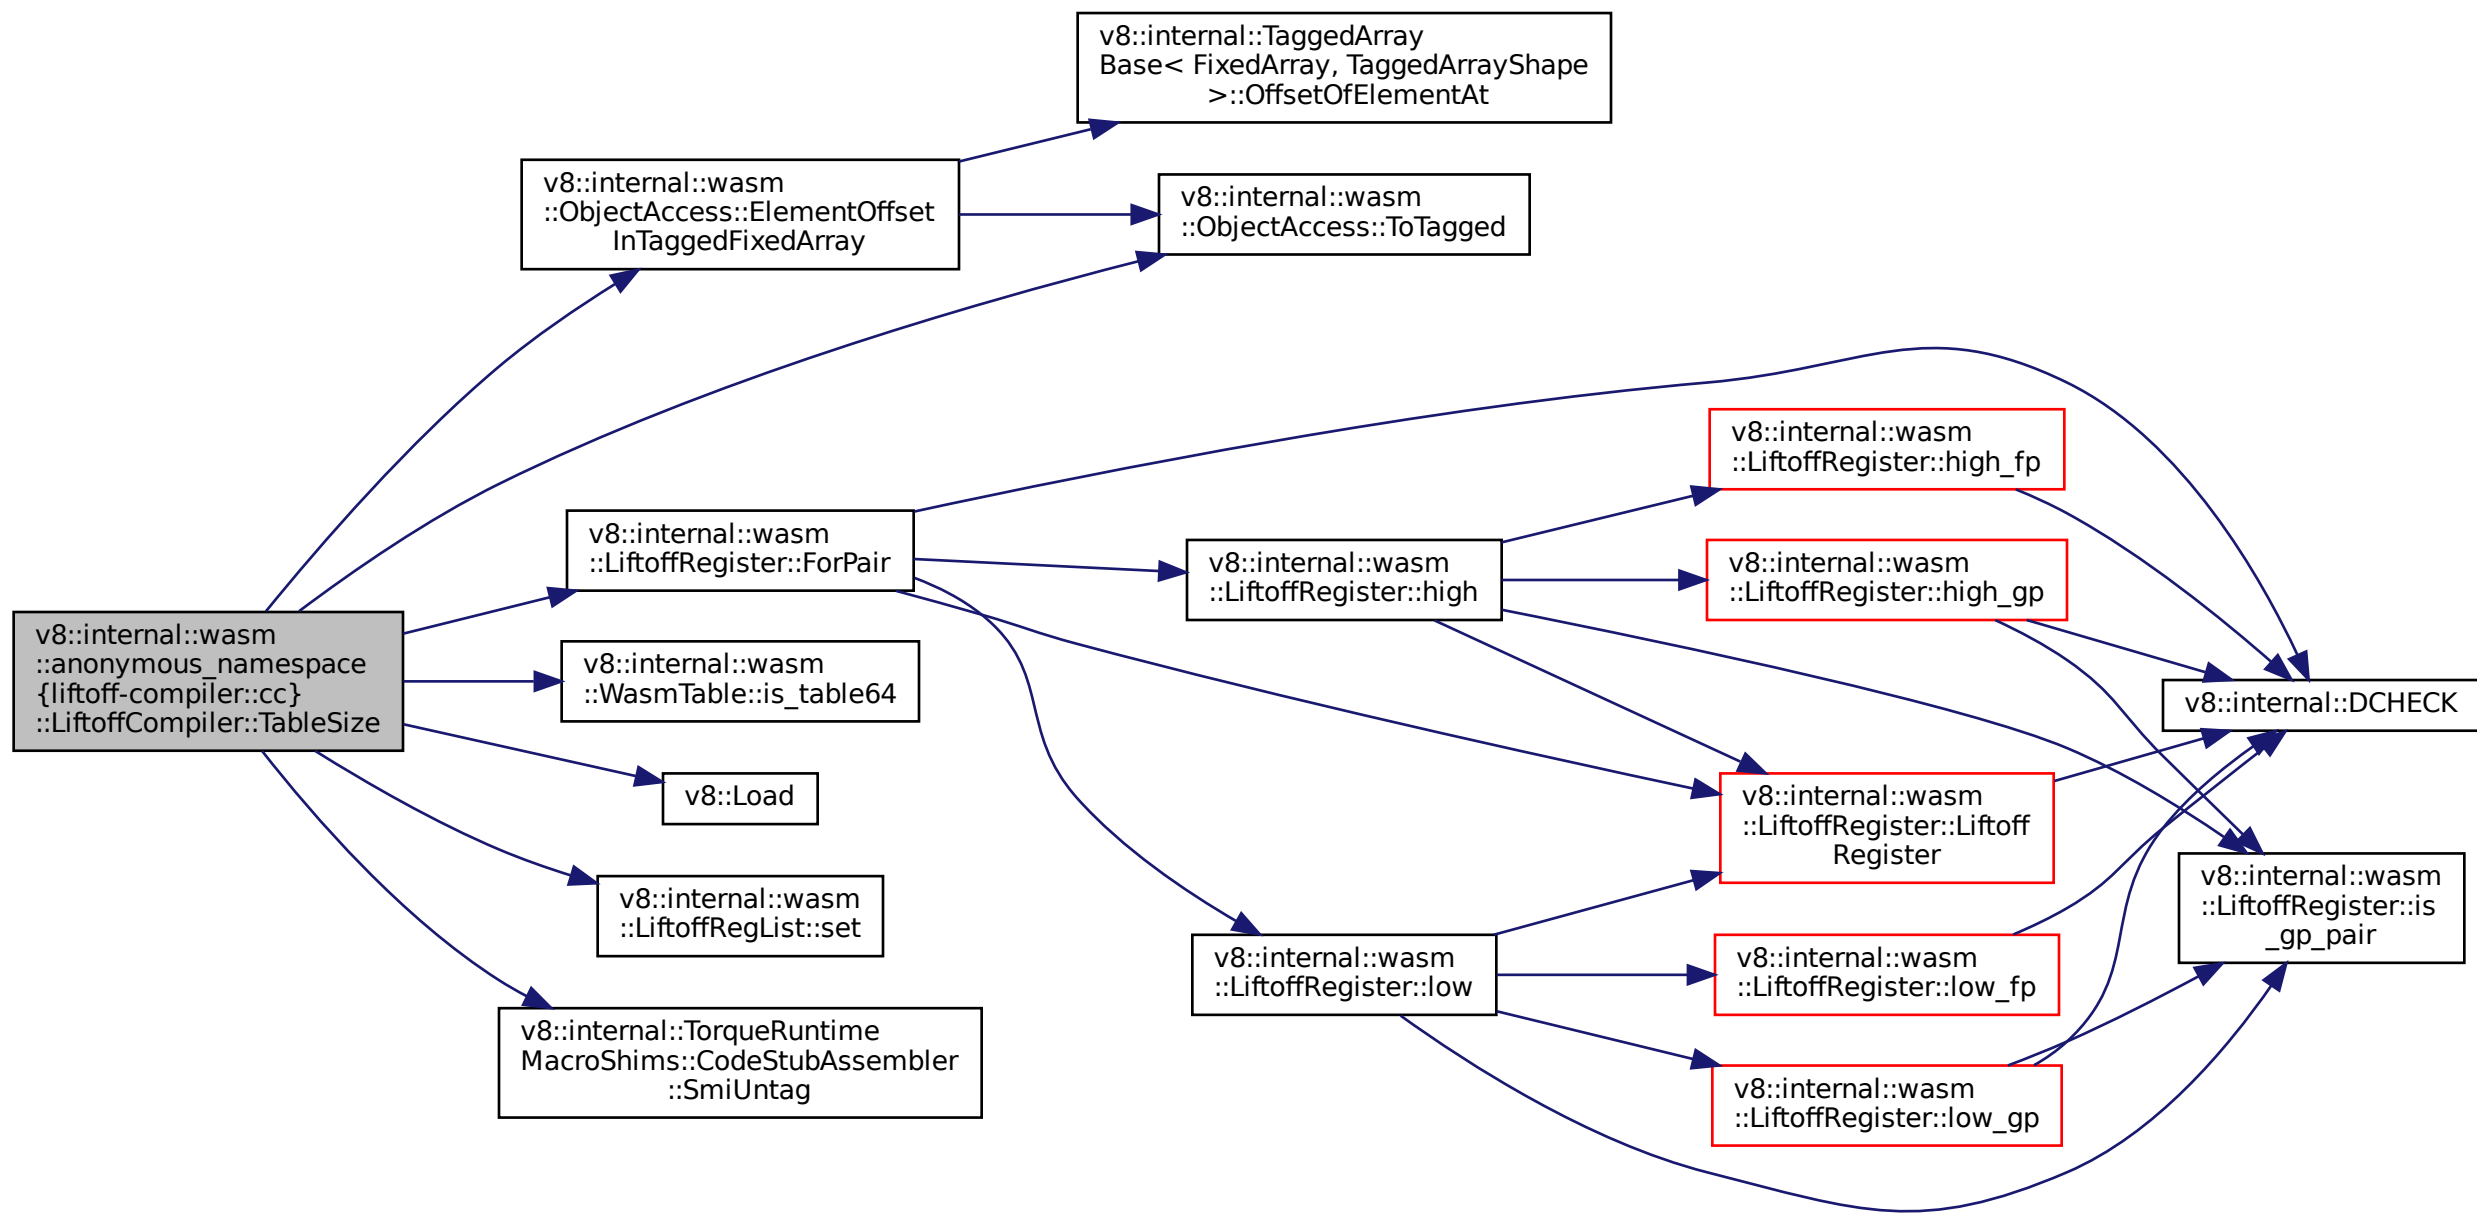 v8::internal::wasm
::anonymous_namespace
{liftoff-compiler::cc}
::LiftoffCompiler::TableSize
v8::internal::wasm
::ObjectAccess::ElementOffset
InTaggedFixedArray
v8::internal::TaggedArray
Base< FixedArray, TaggedArrayShape
>::OffsetOfElementAt
v8::internal::wasm
::ObjectAccess::ToTagged
v8::internal::wasm
::LiftoffRegister::ForPair
v8::internal::wasm
::LiftoffRegister::high
v8::internal::wasm
::LiftoffRegister::high_fp
v8::internal::wasm
::LiftoffRegister::high_gp
v8::internal::DCHECK
v8::internal::wasm
::LiftoffRegister::Liftoff
Register
v8::internal::wasm
::LiftoffRegister::is
_gp_pair
v8::internal::wasm
::LiftoffRegister::low
v8::internal::wasm
::LiftoffRegister::low_fp
v8::internal::wasm
::LiftoffRegister::low_gp
v8::internal::wasm
::WasmTable::is_table64
v8::Load
v8::internal::wasm
::LiftoffRegList::set
v8::internal::TorqueRuntime
MacroShims::CodeStubAssembler
::SmiUntag